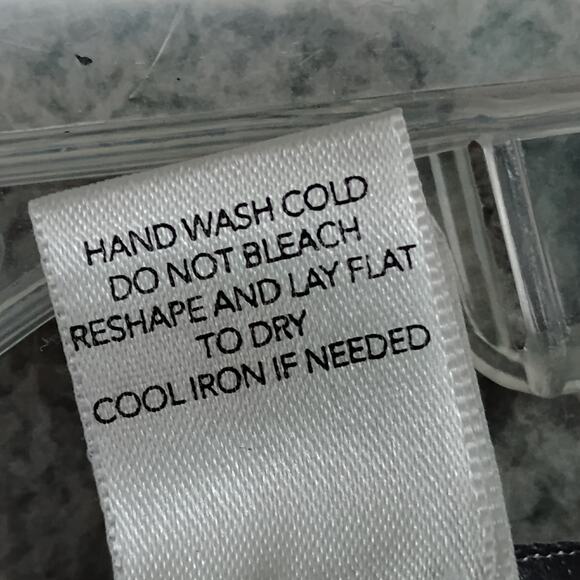 HAND WASH COLD
DO NOT BLEACH
RESHAPE AND LAY FLAT
TO DRY
COOL IRON IF NEEDED